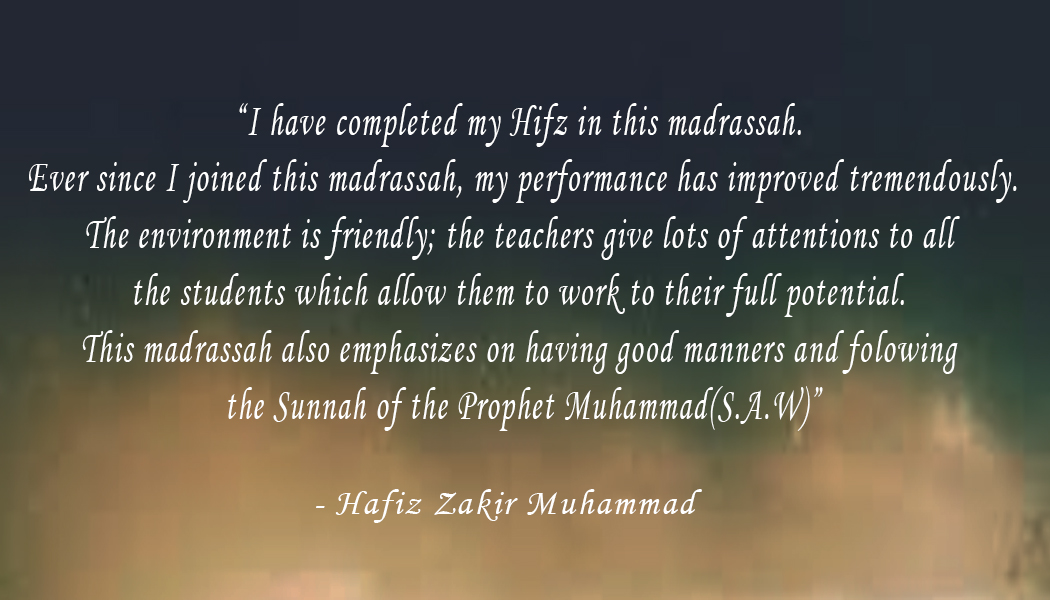 “I have completed my Hifz in this madrassah.
Ever since I joined this madrassah, my performance has improved tremendously.
The environment is friendly; the teachers give lots of attentions to all
the students which allow them to work to their full potential.
This madrassah also emphasizes on having good manners and folowing
the Sunnah of the Prophet Muhammad(S.A.W)”
- Hafiz Zakir Muhammad